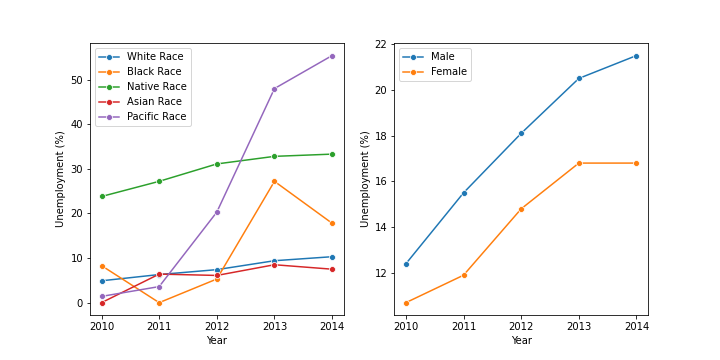 White Race
Black Race
Native Race
Asian Race
Pacific Race
50
40
30
20
10
0
Unemployment (%)
2010 2011 2012 2013 2014
Year
Male
Female
22
20
18
16
14
12
Unemployment (%)
2010 2011 2012 2013 2014
Year